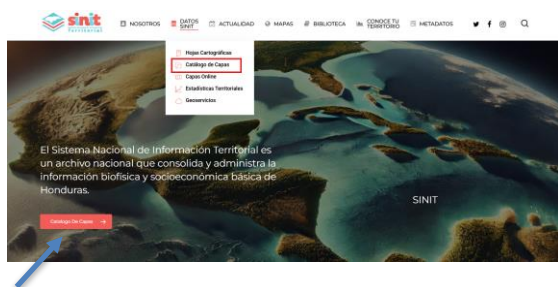 sinit
Territorial
NOSOTROS
DATOS
SINIT
ACTUALIDAD
MAPAS
BIBLIOTECA
CONOCE TU
TERRITORIO
METADATOS
Hojas Cartográficas
Catálogo de Capas
Capas Online
Estadísticas Territoriales
Geoservicios
El Sistema Nacional de Información Territorial es
un archivo nacional que consolida y administra la
información biofísica y socioeconómica básica de
Honduras.
SINIT
Catálogo De Capas